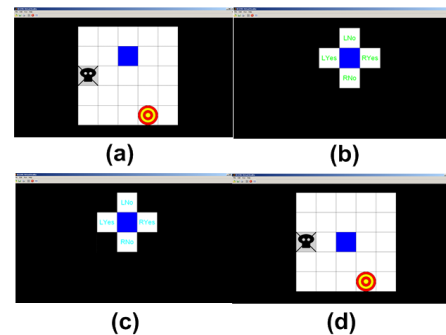 (a)
LNo
LYes RYes
RNo
(b)
LNo
LYes RYes
RNo
(c)
(d)